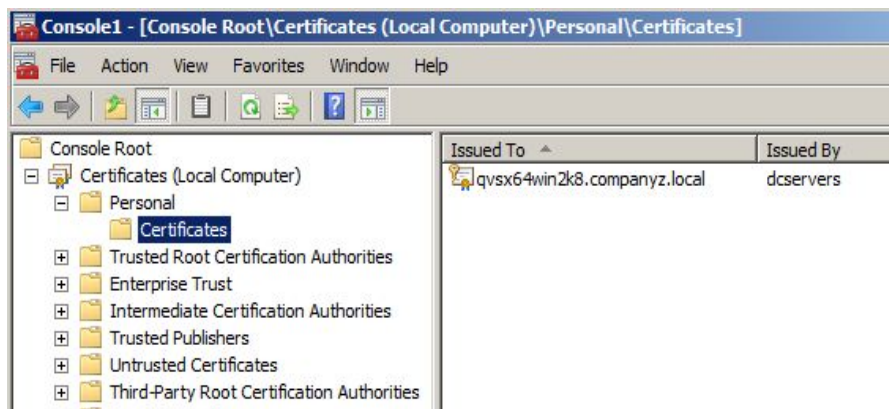 Console1 - [Console Root\Certificates (Local Computer)\Personal\Certificates]
File Action View Favorites Window Help
Console Root
Certificates (Local Computer)
Personal
Certificates
Trusted Root Certification Authorities
Enterprise Trust
Intermediate Certification Authorities
Trusted Publishers
Untrusted Certificates
Third-Party Root Certification Authorities
Issued To Issued By
qvsx64win2k8.companyz.local dcservers